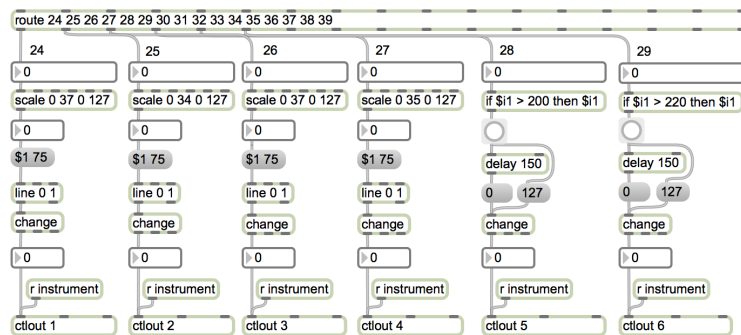 route 24 25 26 27 28 29 30 31 32 33 34 35 36 37 38 39
24 25 26 27 28 29
0 0 0 0 0 0
scale 0 37 0 127 scale 0 34 0 127 scale 0 37 0 127 scale 0 35 0 127 if $i1 > 200 then $i1 if $i1 > 220 then $i1
0 0 0 0
$1 75 $1 75 $1 75 $1 75 delay 150 delay 150
line 0 1 line 0 1 line 0 1 line 0 1 0 127 0 127
change change change change change change
0 0 0 0 0 0
r instrument r instrument r instrument r instrument r instrument r instrument
ctlout 1 ctlout 2 ctlout 3 ctlout 4 ctlout 5 ctlout 6